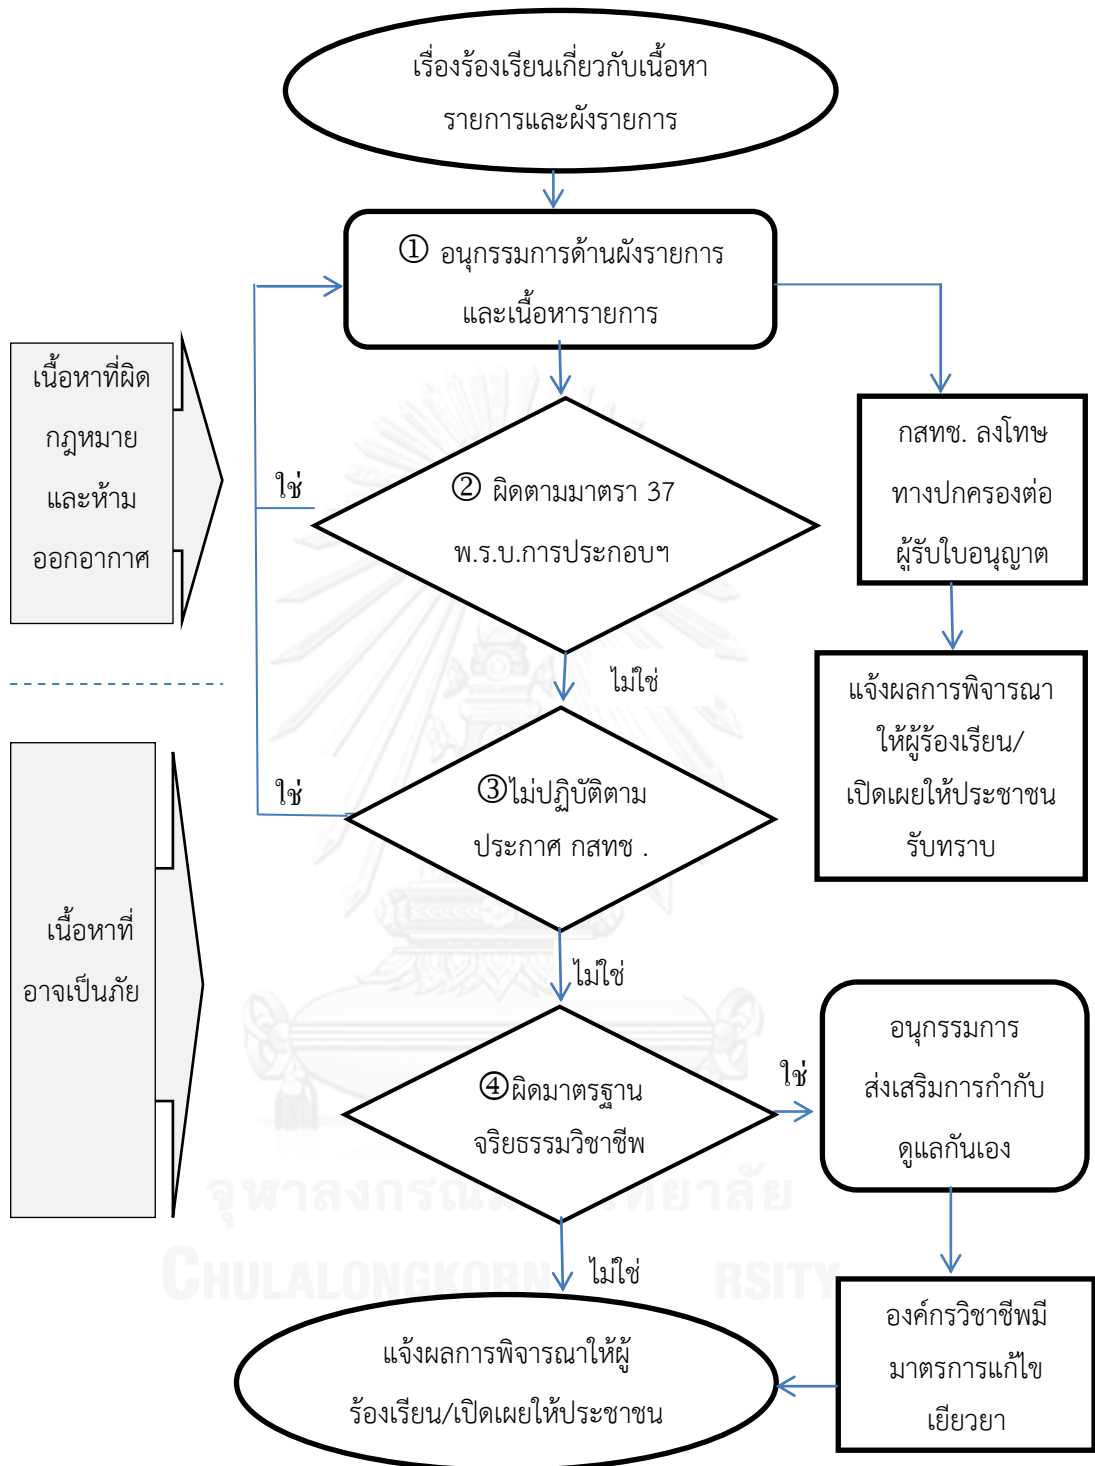 เรื่องร้องเรียนเกี่ยวกับเนื้อหา
รายการและผังรายการ
① อนุกรรมการด้านผังรายการ
และเนื้อหารายการ
เนื้อหาที่ผิด
กฎหมาย
และห้าม
ออกอากาศ
ใช่
② ผิดตามมาตรา 37
พ.ร.บ.การประกอบฯ
กสทช. ลงโทษ
ทางปกครองต่อ
ผู้รับใบอนุญาต
ไม่ใช่
แจ้งผลการพิจารณา
ให้ผู้ร้องเรียน/
เปิดเผยให้ประชาชน
รับทราบ
ใช่
③ไม่ปฏิบัติตาม
ประกาศ กสทช .
เนื้อหาที่
อาจเป็นภัย
ไม่ใช่
④ผิดมาตรฐาน
จริยธรรมวิชาชีพ
ใช่
อนุกรรมการ
ส่งเสริมการกำกับ
ดูแลกันเอง
ไม่ใช่
องค์กรวิชาชีพมี
มาตรการแก้ไข
เยียวยา
แจ้งผลการพิจารณาให้ผู้
ร้องเรียน/เปิดเผยให้ประชาชน
CHULALONGKORN RSITY